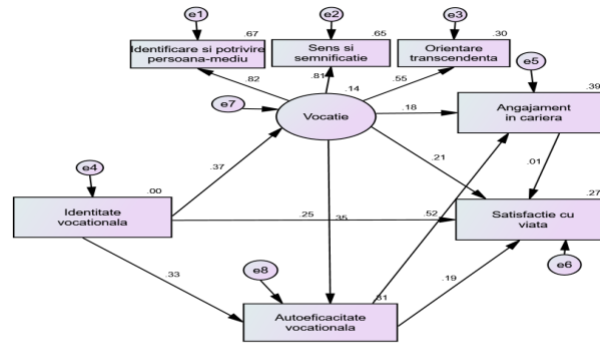 e1
.67
e2
.65
e3
.30
Identificare si potrivire
persoana-mediu
Sens si
semnificatie
Orientare
transcendenta
e5
.39
.82
.81
.55
.14
e7
Vocatie
.18
Angajament
in cariera
e4
.37
.21
.01
.00
.27
Identitate
vocationala
.25
.35
.52
Satisfactie cu
viata
.33
e8
.19
e6
.31
Autoeficacitate
vocationala